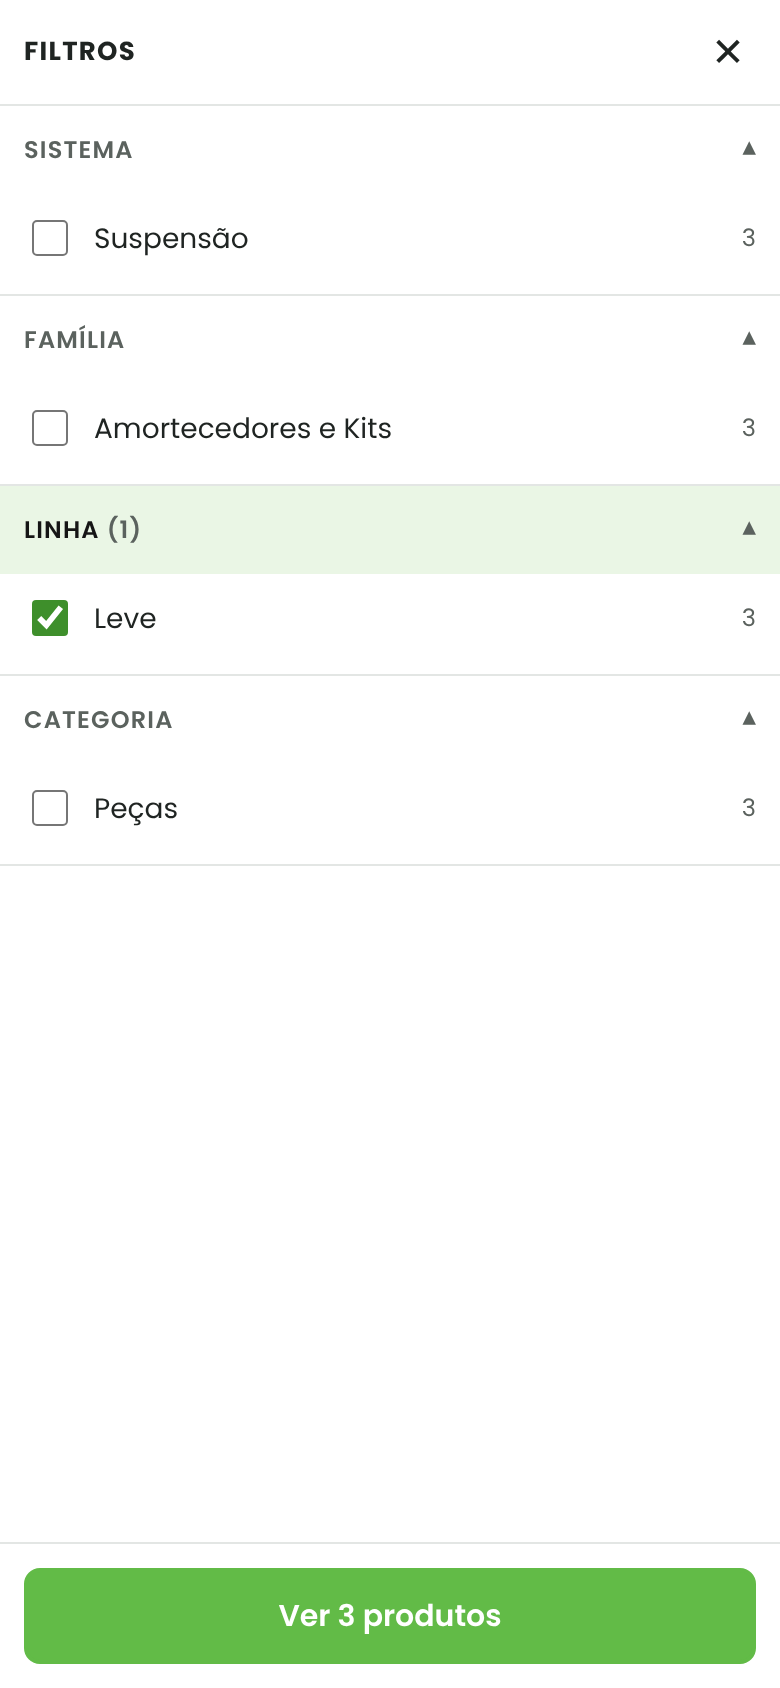 FILTROS
SISTEMA
Suspensão 3
FAMÍLIA
Amortecedores e Kits 3
LINHA (1)
Leve 3
CATEGORIA
Peças 3
Ver 3 produtos